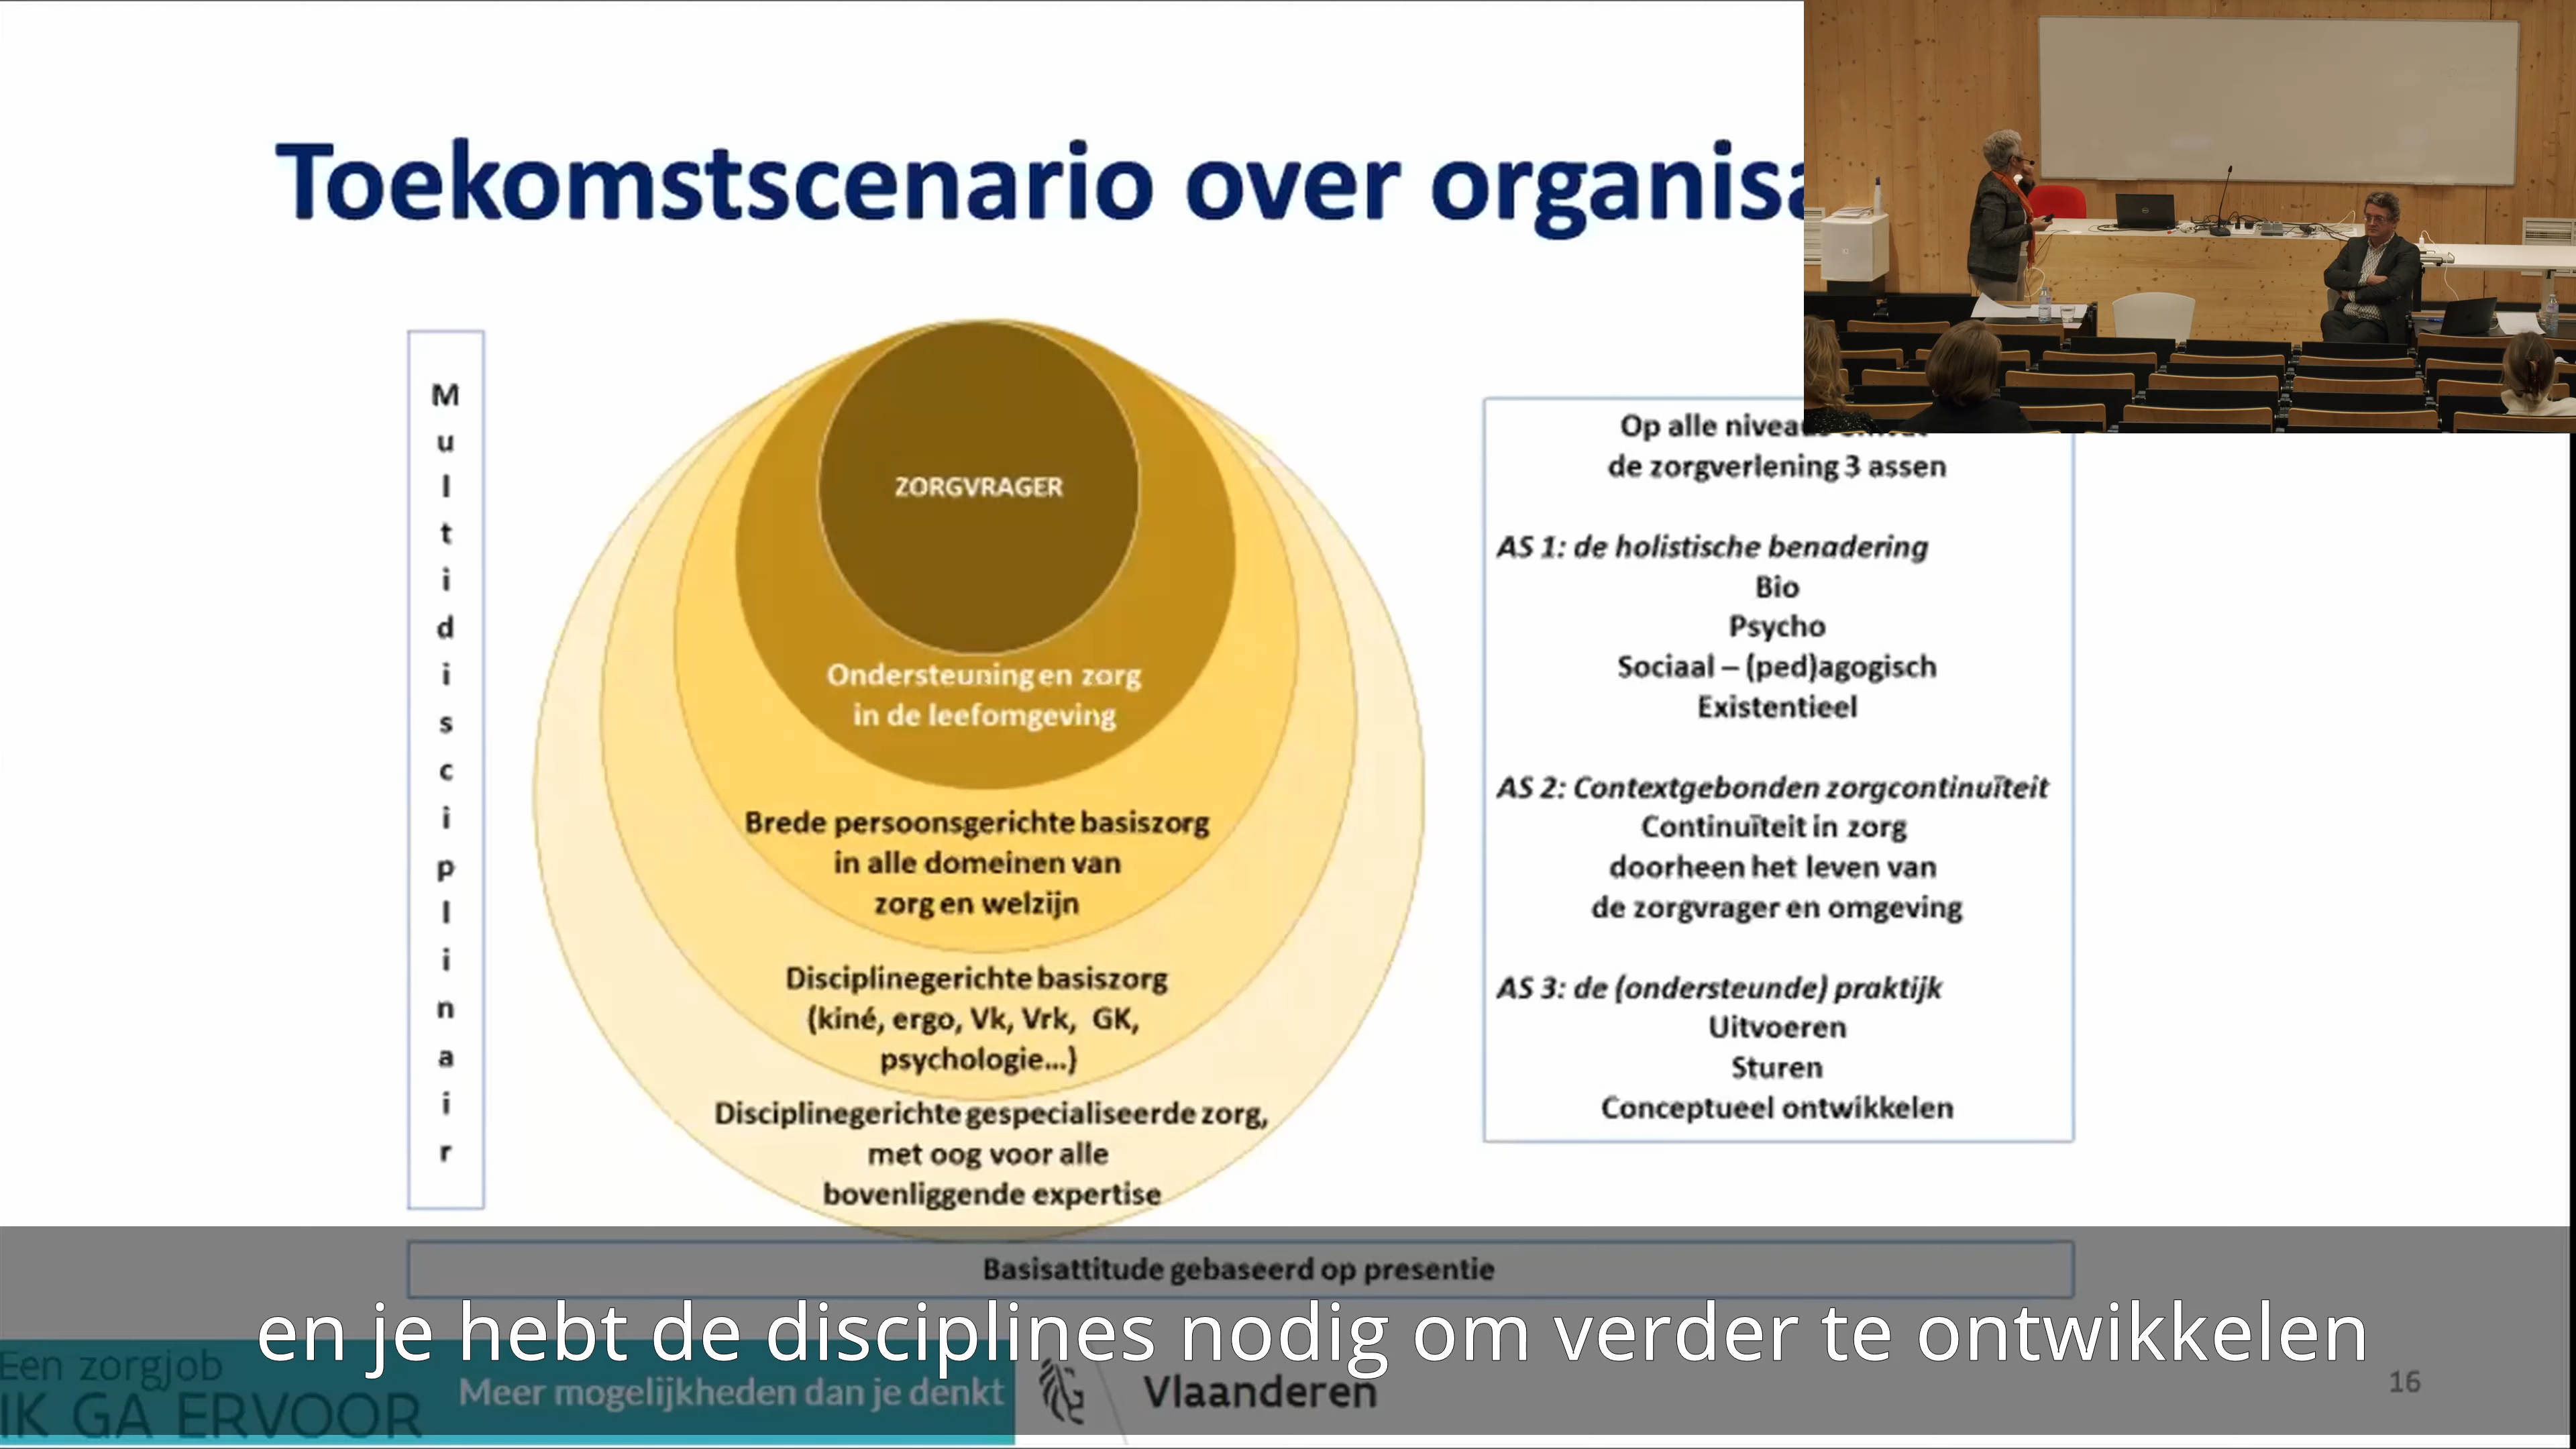 Toekomstscenario over organis
Multidisciplinair
ZORGVRAGER
Ondersteuning en zorg
in de leefomgeving
Brede persoonsgerichte basiszorg
in alle domeinen van
zorg en welzijn
Disciplinegerichte basiszorg
(kiné, ergo, Vk, Vrk, GK,
psychologie...)
Disciplinegerichte gespecialiseerde zorg,
met oog voor alle
bovenliggende expertise
Op alle
de zorgverlening 3 assen
AS 1: de holistische benadering
Bio
Psycho
Sociaal – (ped)agogisch
Existentieel
AS 2: Contextgebonden zorgcontinuïteit
Continuïteit in zorg
doorheen het leven van
de zorgvrager en omgeving
AS 3: de (ondersteunde) praktijk
Uitvoeren
Sturen
Conceptueel ontwikkelen
Basisattitude gebaseerd op presentie
en je hebt de disciplines nodig om verder te ontwikkelen
Een zorgjob
IK GA ERVOOR
Meer mogelijkheden dan je denkt
Vlaanderen
16